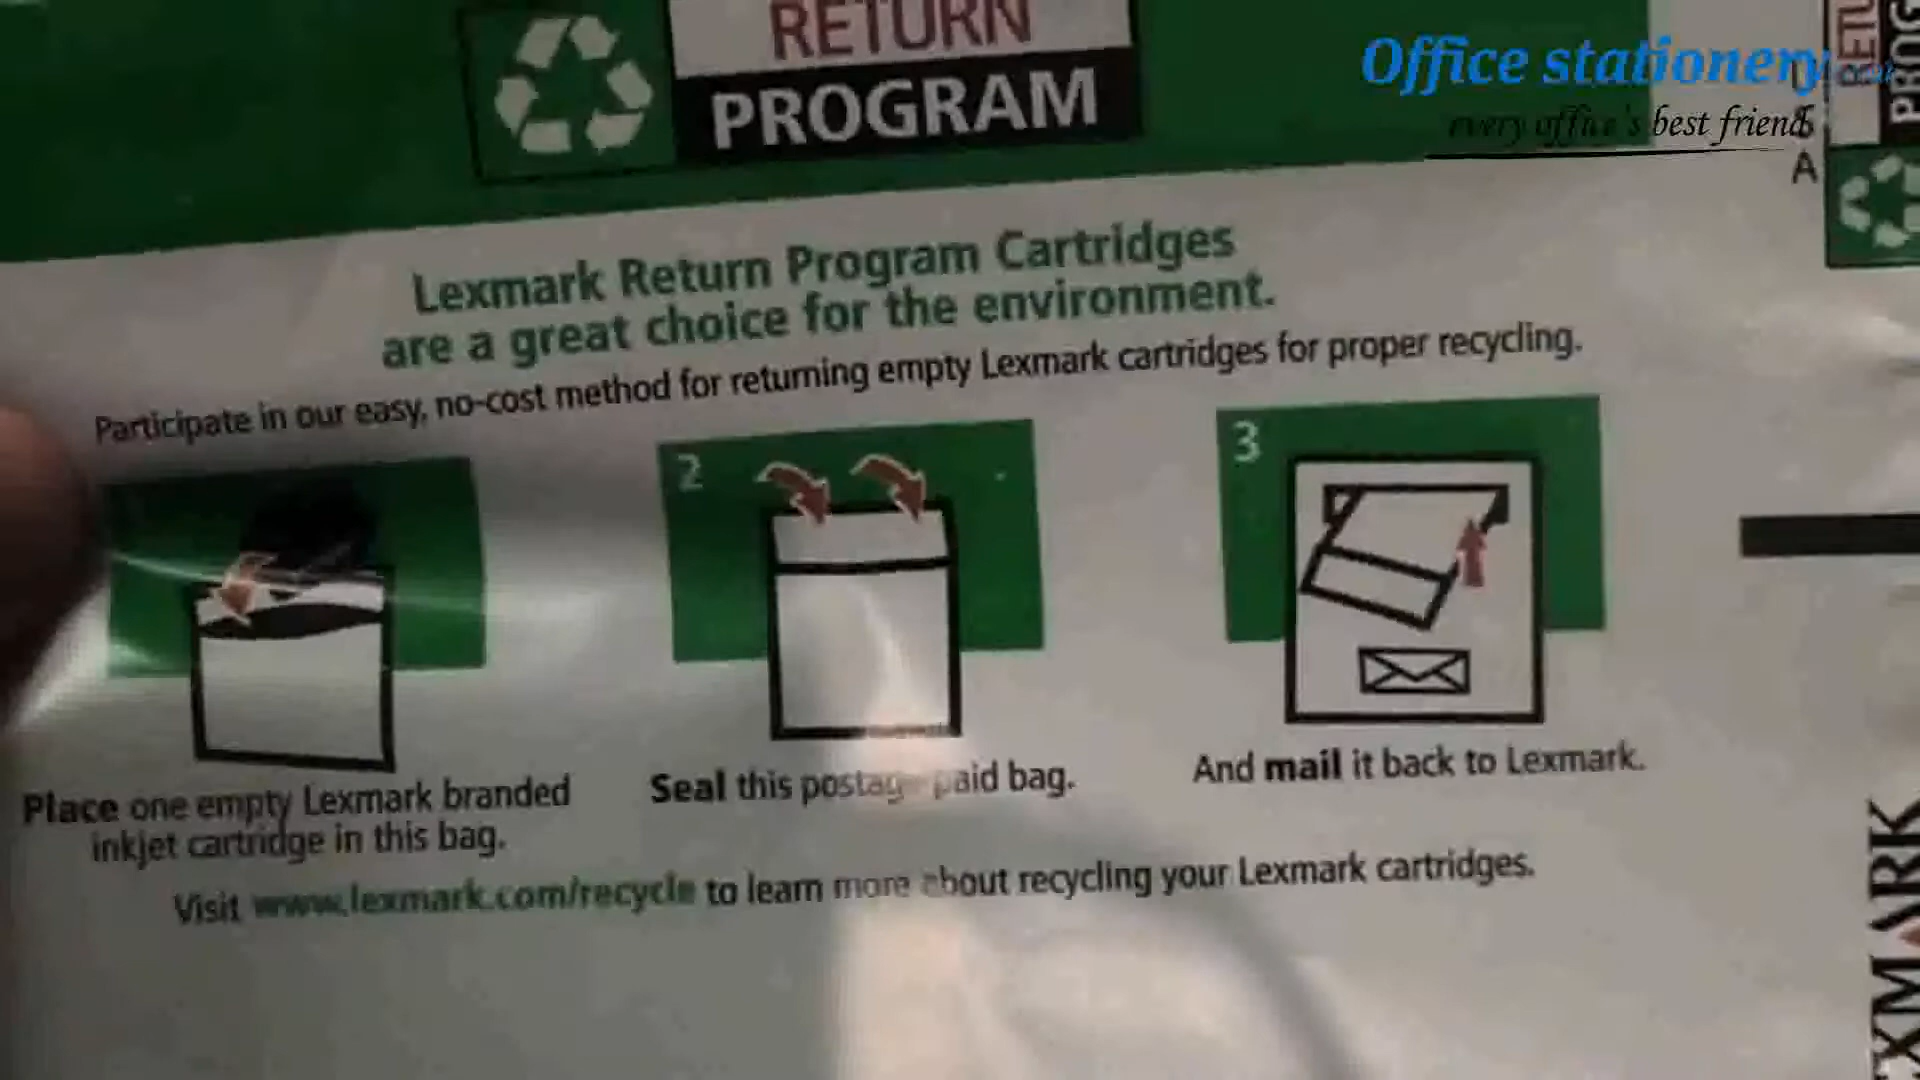 RETURN
PROGRAM
Office stationery
every office's best friend
A
Lexmark Return Program Cartridges
are a great choice for the environment.
Participate in our easy, no-cost method for returning empty Lexmark cartridges for proper recycling.
2
3
Place one empty Lexmark branded
inkjet cartridge in this bag.
Seal this postage-paid bag.
And mail it back to Lexmark.
Visit www.lexmark.com/recycle to learn more about recycling your Lexmark cartridges.